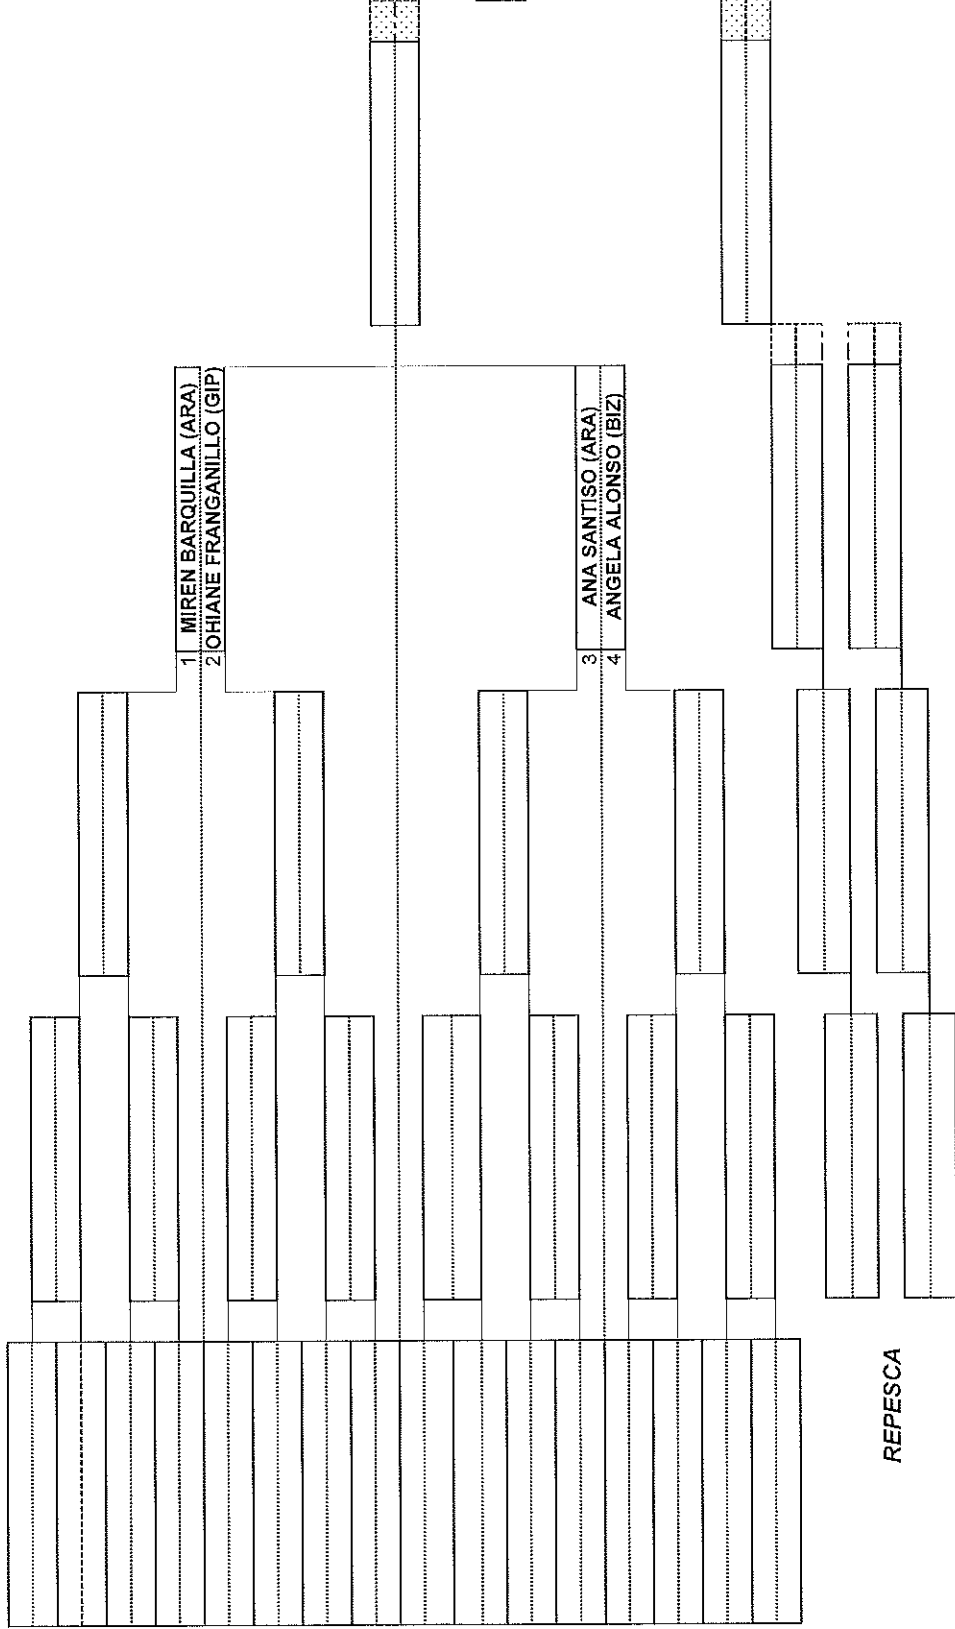 1 MIREN BARQUILLA (ARA)
2 OHIANE FRANGANILLO (GIP)
3 ANA SANTISO (ARA)
4 ANGELA ALONSO (BIZ)
REPESCA